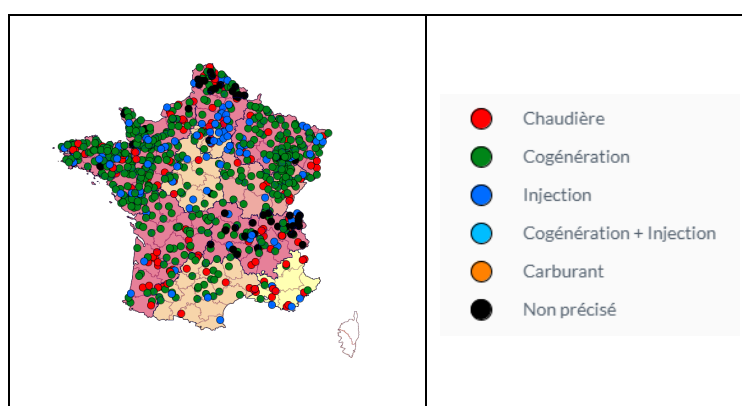 Chaudière
Cogénération
Injection
Cogénération + Injection
Carburant
Non précisé